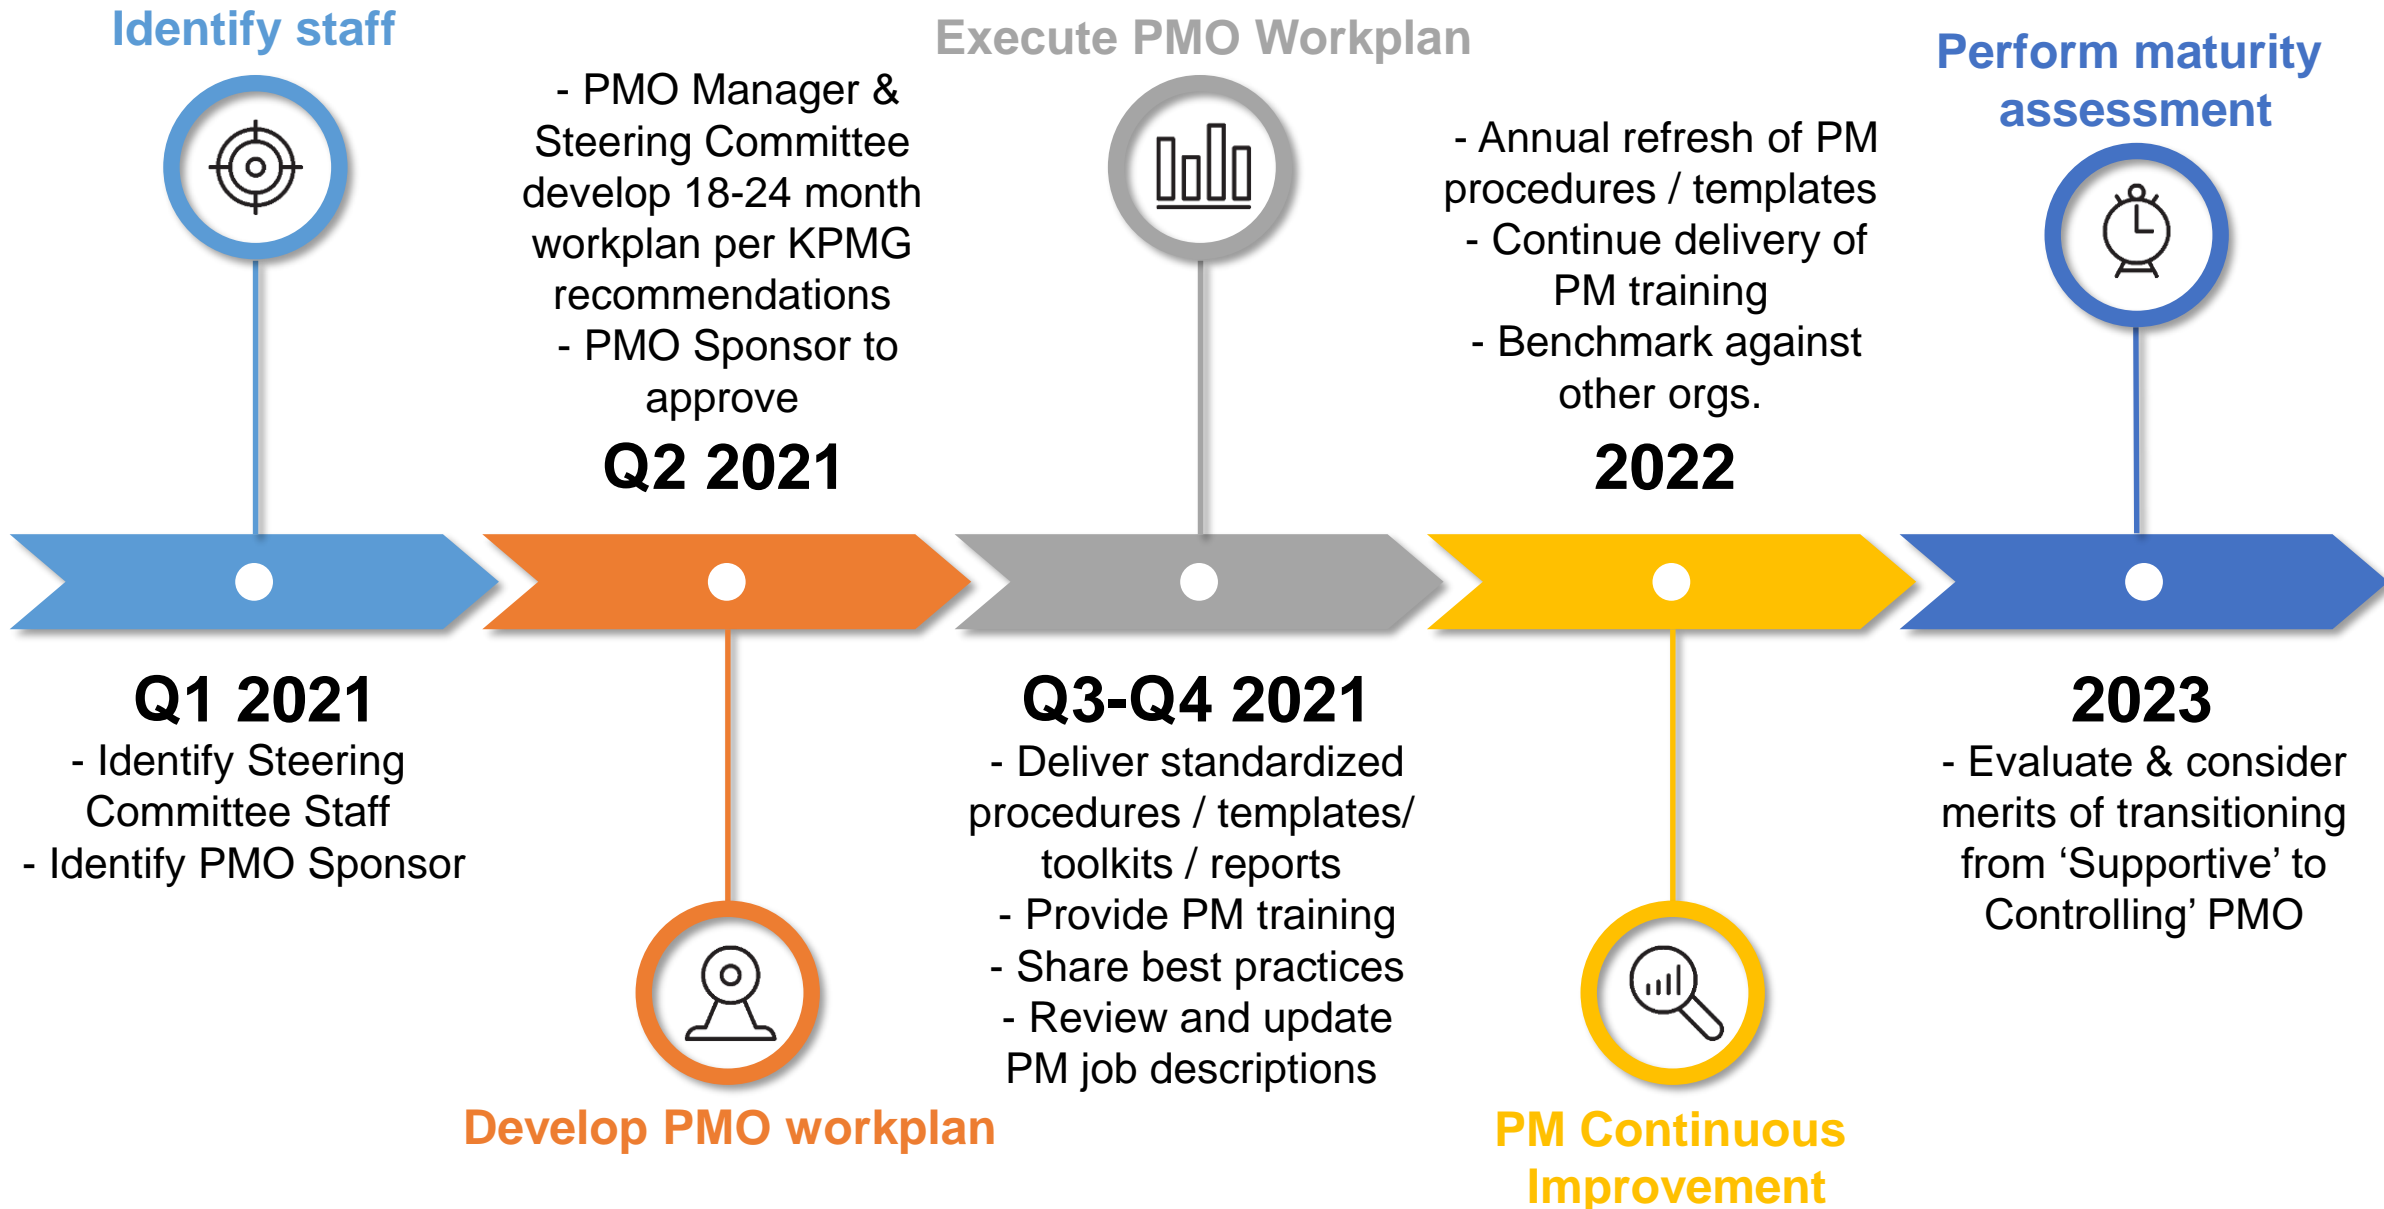 Identify staff
Q1 2021
- Identify Steering
Committee Staff
- Identify PMO Sponsor
- PMO Manager &
Steering Committee
develop 18-24 month
workplan per KPMG
recommendations
- PMO Sponsor to
approve
Q2 2021
Develop PMO workplan
Execute PMO Workplan
Q3-Q4 2021
- Deliver standardized
procedures / templates/
toolkits / reports
- Provide PM training
- Share best practices
- Review and update
PM job descriptions
- Annual refresh of PM
procedures / templates
- Continue delivery of
PM training
- Benchmark against
other orgs.
2022
PM Continuous
Improvement
Perform maturity
assessment
2023
- Evaluate & consider
merits of transitioning
from ‘Supportive’ to
Controlling’ PMO